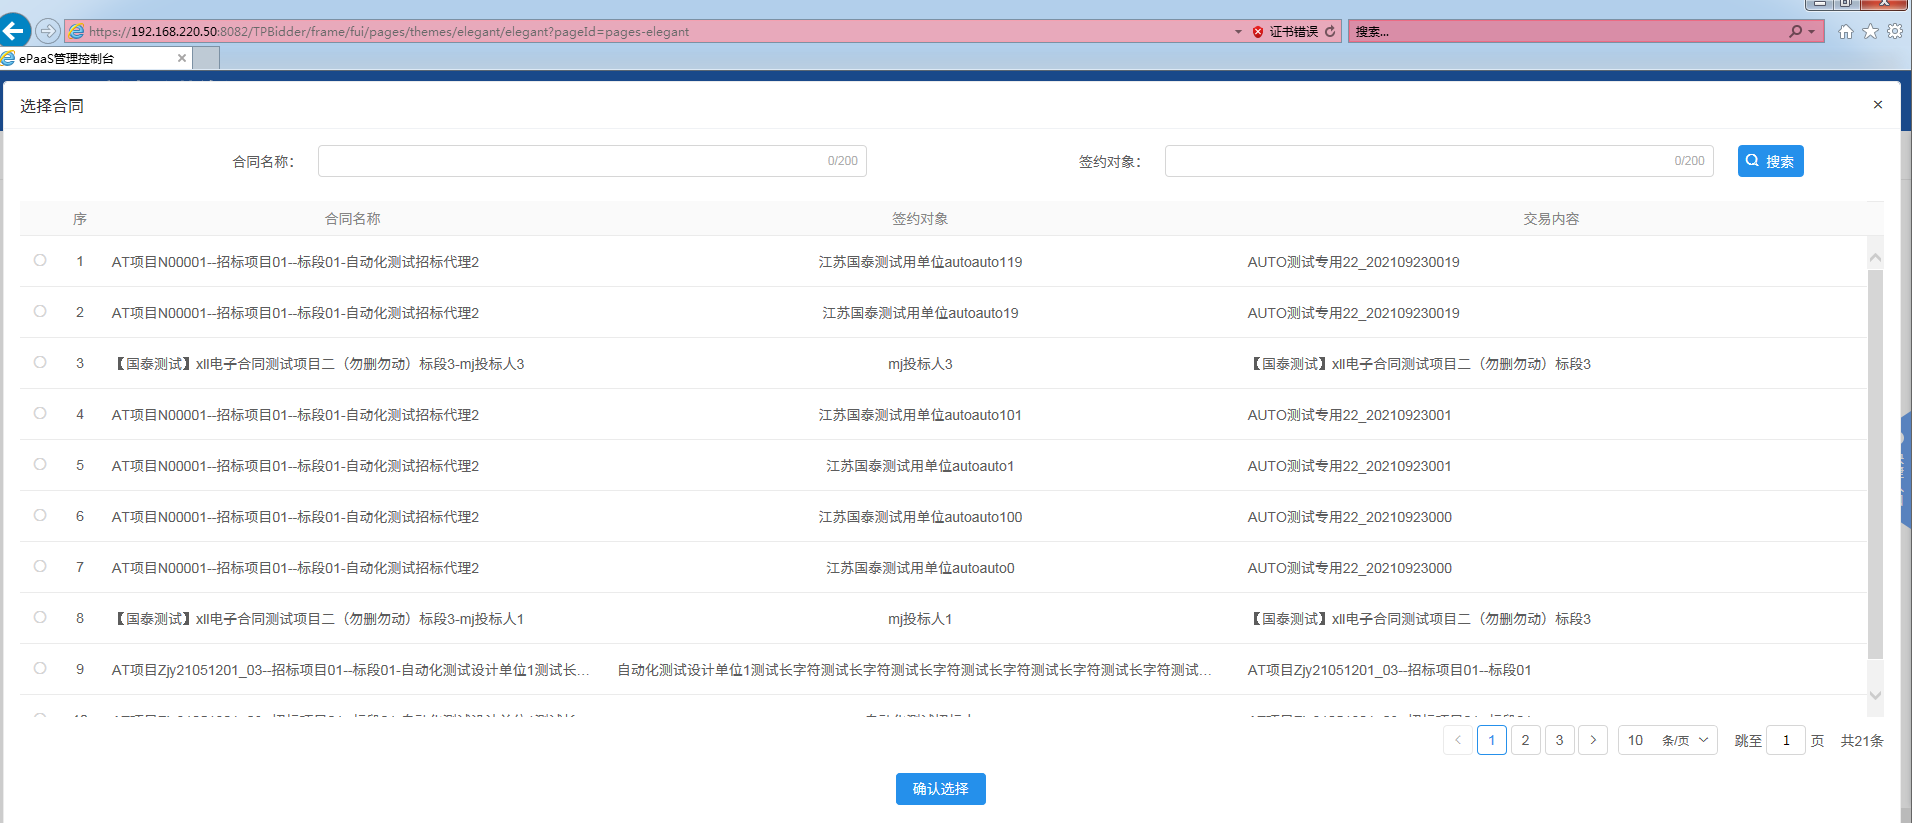 https://192.168.220.50:8082/TPBidder/frame/fui/pages/themes/elegant/elegant?pageId=pages-elegant
证书错误
搜索...
ePaaS管理控制台
选择合同
合同名称： 0/200 签约对象： 0/200 搜索
序 合同名称 签约对象 交易内容
1 AT项目N00001--招标项目01--标段01-自动化测试招标代理2 江苏国泰测试用单位autoauto119 AUTO测试专用22_202109230019
2 AT项目N00001--招标项目01--标段01-自动化测试招标代理2 江苏国泰测试用单位autoauto19 AUTO测试专用22_202109230019
3 【国泰测试】xll电子合同测试项目二（勿删勿动）标段3-mj投标人3 mj投标人3 【国泰测试】xll电子合同测试项目二（勿删勿动）标段3
4 AT项目N00001--招标项目01--标段01-自动化测试招标代理2 江苏国泰测试用单位autoauto101 AUTO测试专用22_20210923001
5 AT项目N00001--招标项目01--标段01-自动化测试招标代理2 江苏国泰测试用单位autoauto1 AUTO测试专用22_20210923001
6 AT项目N00001--招标项目01--标段01-自动化测试招标代理2 江苏国泰测试用单位autoauto100 AUTO测试专用22_20210923000
7 AT项目N00001--招标项目01--标段01-自动化测试招标代理2 江苏国泰测试用单位autoauto0 AUTO测试专用22_20210923000
8 【国泰测试】xll电子合同测试项目二（勿删勿动）标段3-mj投标人1 mj投标人1 【国泰测试】xll电子合同测试项目二（勿删勿动）标段3
9 AT项目Zjy21051201_03--招标项目01--标段01-自动化测试设计单位1测试长... 自动化测试设计单位1测试长字符测试长字符测试长字符测试长字符测试长字符测试长字符测试... AT项目Zjy21051201_03--招标项目01--标段01
1 2 3 10 条/页 跳至 1 页 共21条
确认选择